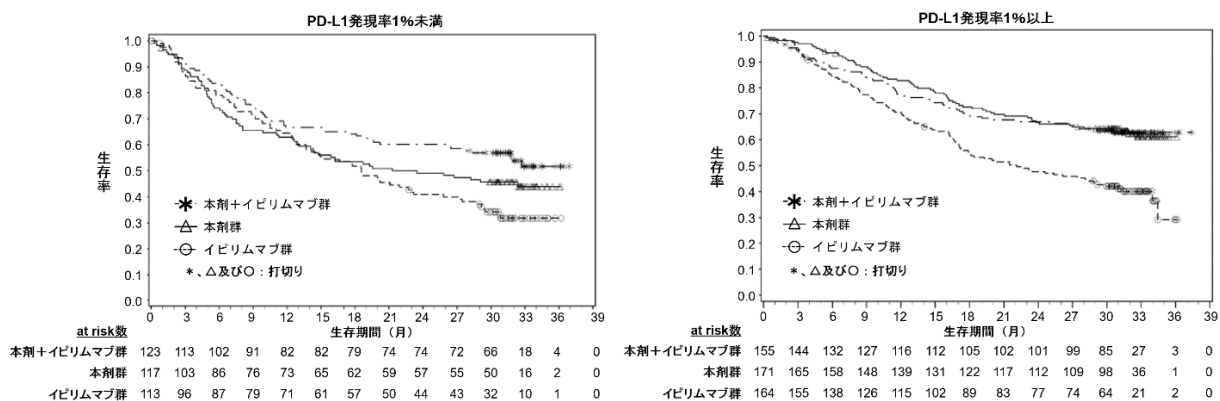 PD-L1発現率1%未満
1.0
0.9
0.8
0.7
0.6
0.5
0.4
0.3
0.2
0.1
0.0
生存率
本剤＋イピリムマブ群
本剤群
イピリムマブ群
*、△及び○：打切り
0 3 6 9 12 15 18 21 24 27 30 33 36 39
at risk数
生存期間（月）
本剤＋イピリムマブ群 123 113 102 91 82 82 79 74 74 72 66 18 4 0
本剤群 117 103 86 76 73 65 62 59 57 55 50 16 2 0
イピリムマブ群 113 96 87 79 71 61 57 50 44 43 32 10 1 0
PD-L1発現率1%以上
1.0
0.9
0.8
0.7
0.6
0.5
0.4
0.3
0.2
0.1
0.0
生存率
本剤＋イピリムマブ群
本剤群
イピリムマブ群
*、△及び○：打切り
0 3 6 9 12 15 18 21 24 27 30 33 36 39
at risk数
生存期間（月）
本剤＋イピリムマブ群 155 144 132 127 116 112 105 102 101 99 85 27 3 0
本剤群 171 165 158 148 139 131 122 117 112 109 98 36 1 0
イピリムマブ群 164 155 138 126 115 102 89 83 77 74 64 21 2 0